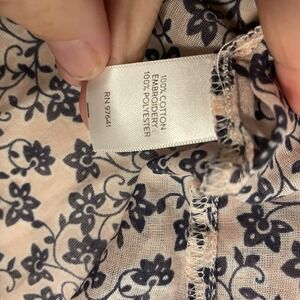 100% COTTON
EMBROIDERY:
100% POLYESTER
RN 97641